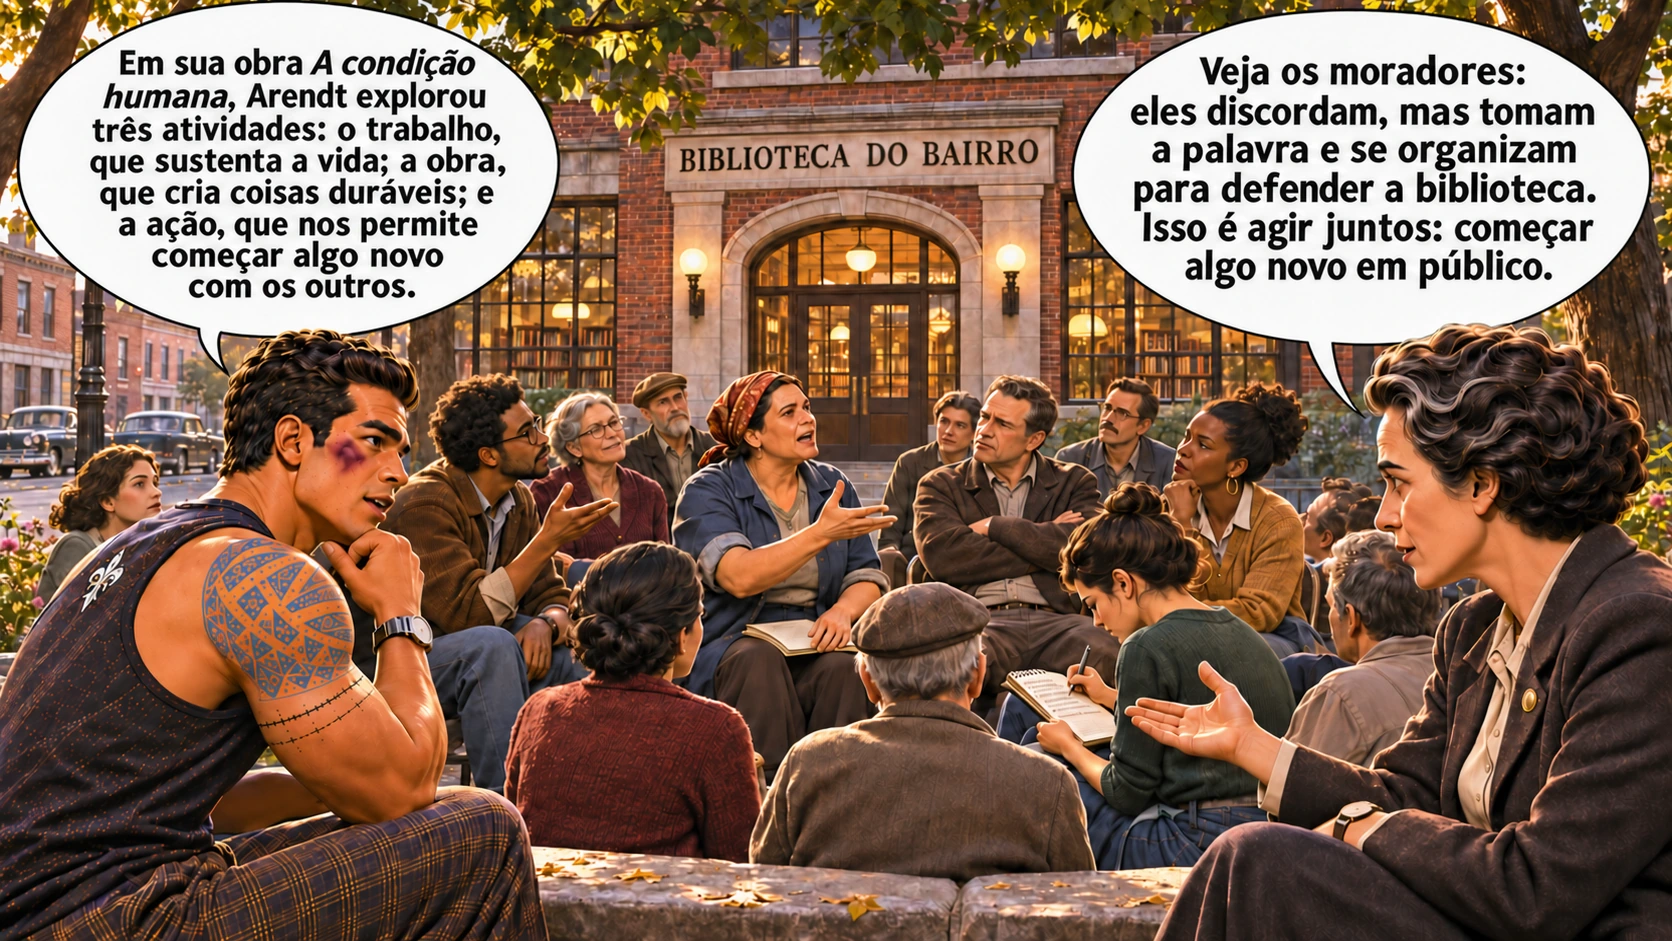 Em sua obra A condição
humana, Arendt explorou
três atividades: o trabalho,
que sustenta a vida; a obra,
que cria coisas duráveis; e
a ação, que nos permite
começar algo novo
com os outros.
Veja os moradores:
eles discordam, mas tomam
a palavra e se organizam
para defender a biblioteca.
Isso é agir juntos: começar
algo novo em público.
BIBLIOTECA DO BAIRRO